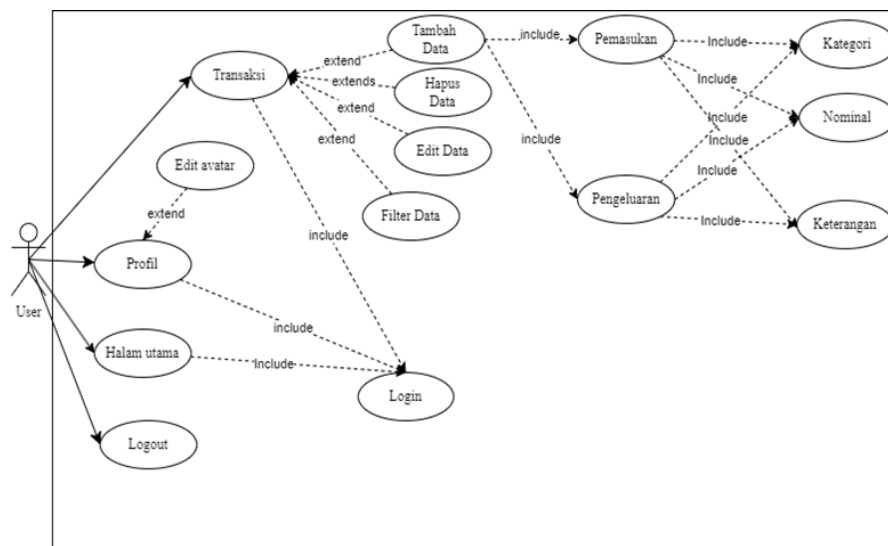 Tambah
Data
include
Pemasukan
Include
Kategori
extend
Transaksi
extends
Hapus
Data
Include
extend
Include
Nominal
include
extend
Edit Data
Include
Edit avatar
Include
Pengeluaran
extend
Filter Data
Include
Keterangan
include
Profil
User
include
Halam utama
Include
Login
Logout